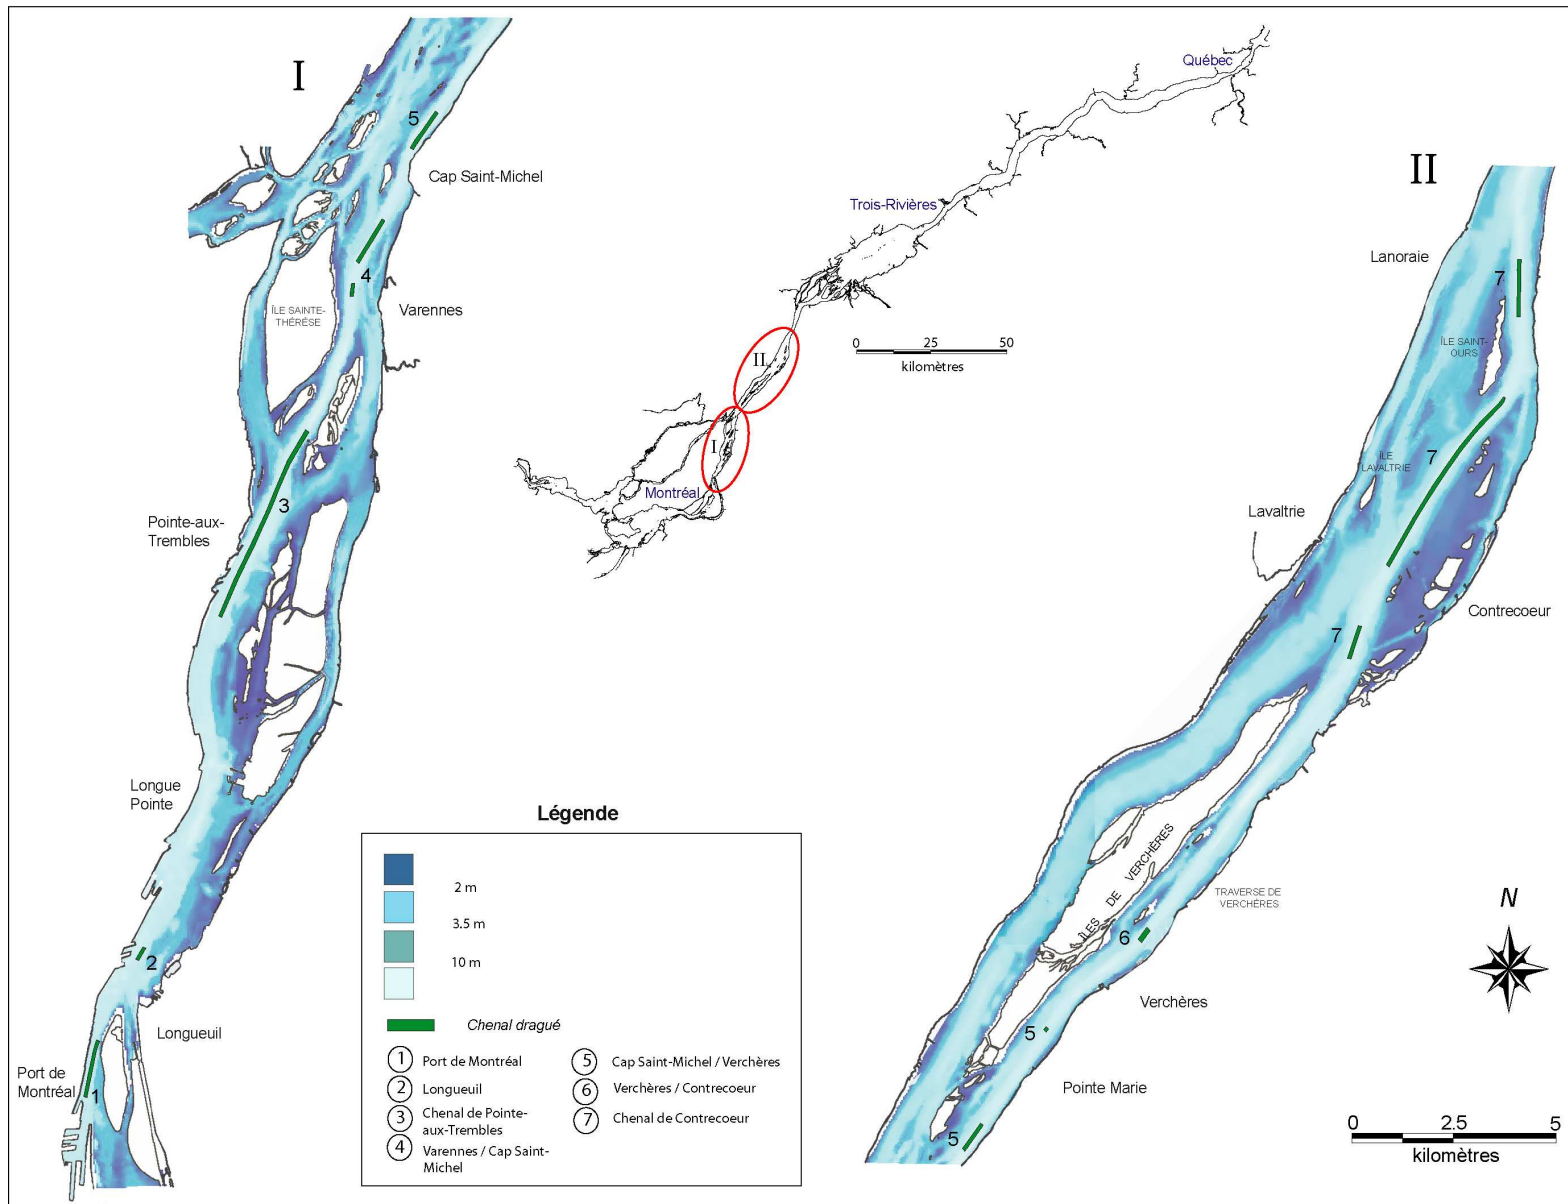 I
5
Cap Saint-Michel
4
ÎLE SAINTE-
THÉRÈSE
Varennes
3
Pointe-aux-
Trembles
Longue
Pointe
2
Longueuil
Port de
Montréal
1
Québec
Trois-Rivières
0 25 50
kilomètres
II
I
Montréal
II
Lanoraie
7
ÎLE SAINT-
OURS
7
ÎLE
LAVALTRIE
Lavaltrie
Contrecoeur
7
ÎLES DE VERCHÈRES
TRAVERSE DE
VERCHÈRES
6
Verchères
5
Pointe Marie
5
N
0 2.5 5
kilomètres
Légende
2 m
3.5 m
10 m
Chenal dragué
1 Port de Montréal
2 Longueuil
3 Chenal de Pointe-
aux-Trembles
4 Varennes / Cap Saint-
Michel
5 Cap Saint-Michel / Verchères
6 Verchères / Contrecoeur
7 Chenal de Contrecoeur